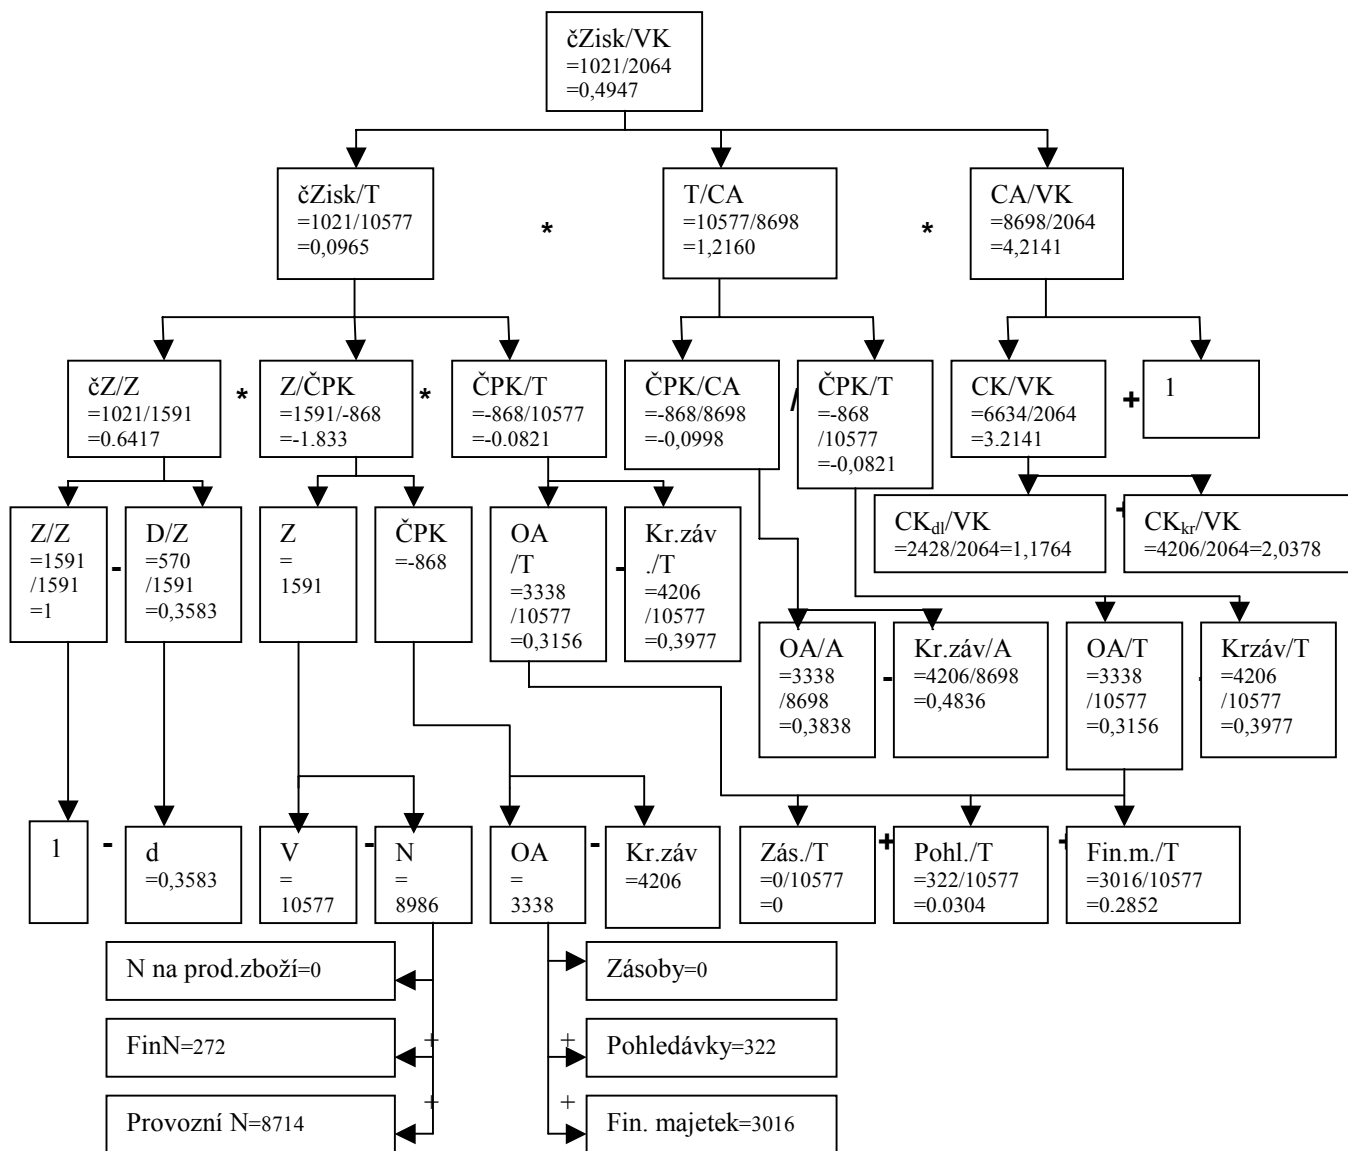 čZisk/VK
=1021/2064
=0,4947
čZisk/T
=1021/10577
=0,0965
*
T/CA
=10577/8698
=1,2160
*
CA/VK
=8698/2064
=4,2141
čZ/Z
=1021/1591
=0.6417
*
Z/ČPK
=1591/-868
=-1.833
*
ČPK/T
=-868/10577
=-0.0821
ČPK/CA
=-868/8698
=-0,0998
/
ČPK/T
=-868
/10577
=-0,0821
CK/VK
=6634/2064
=3.2141
+
1
Z/Z
=1591
/1591
=1
-
D/Z
=570
/1591
=0,3583
Z
=
1591
ČPK
=-868
OA
/T
=3338
/10577
=0,3156
-
Kr.záv
./T
=4206
/10577
=0,3977
CKdl/VK
=2428/2064=1,1764
+
CKkr/VK
=4206/2064=2,0378
OA/A
=3338
/8698
=0,3838
-
Kr.záv/A
=4206/8698
=0,4836
OA/T
=3338
/10577
=0,3156
-
Krzáv/T
=4206
/10577
=0,3977
1
-
d
=0,3583
V
=
10577
-
N
=
8986
OA
=
3338
-
Kr.záv
=4206
Zás./T
=0/10577
=0
+
Pohl./T
=322/10577
=0.0304
+
Fin.m./T
=3016/10577
=0.2852
N na prod.zboží=0
Zásoby=0
+
+
FinN=272
Pohledávky=322
+
+
Provozní N=8714
Fin. majetek=3016